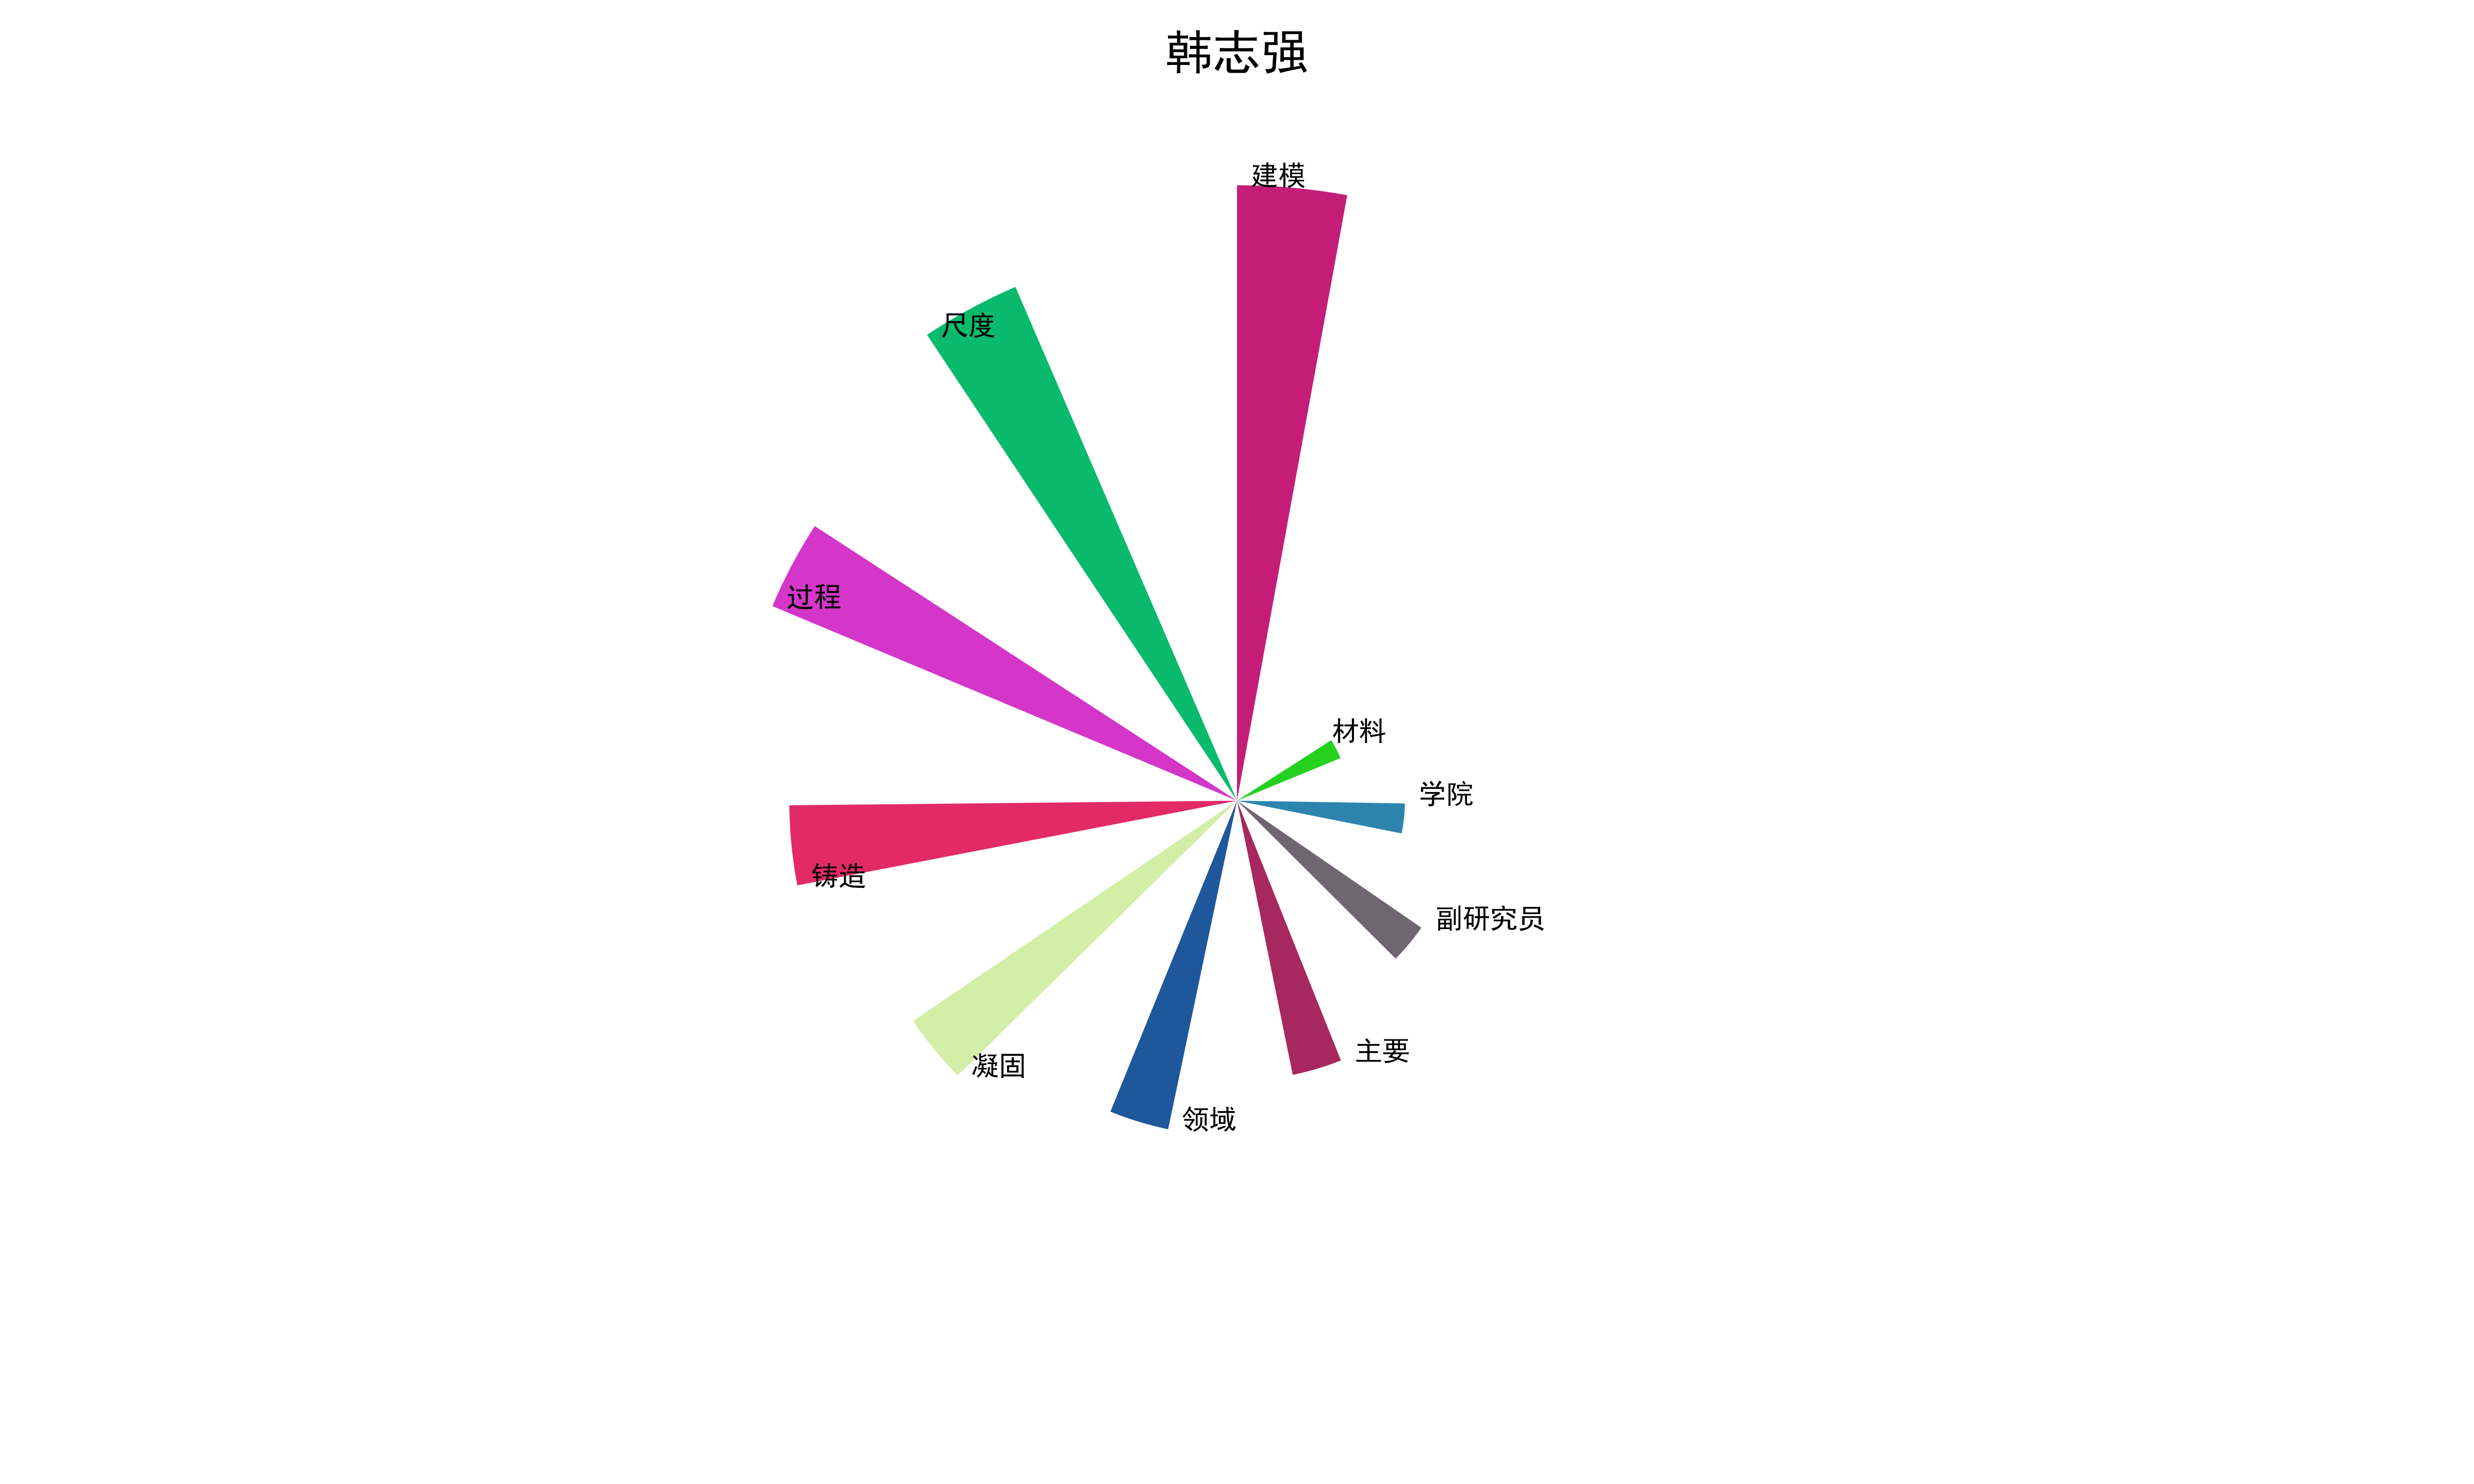 韩志强
建模
尺度
过程
材料
学院
铸造
副研究员
主要
凝固
领域